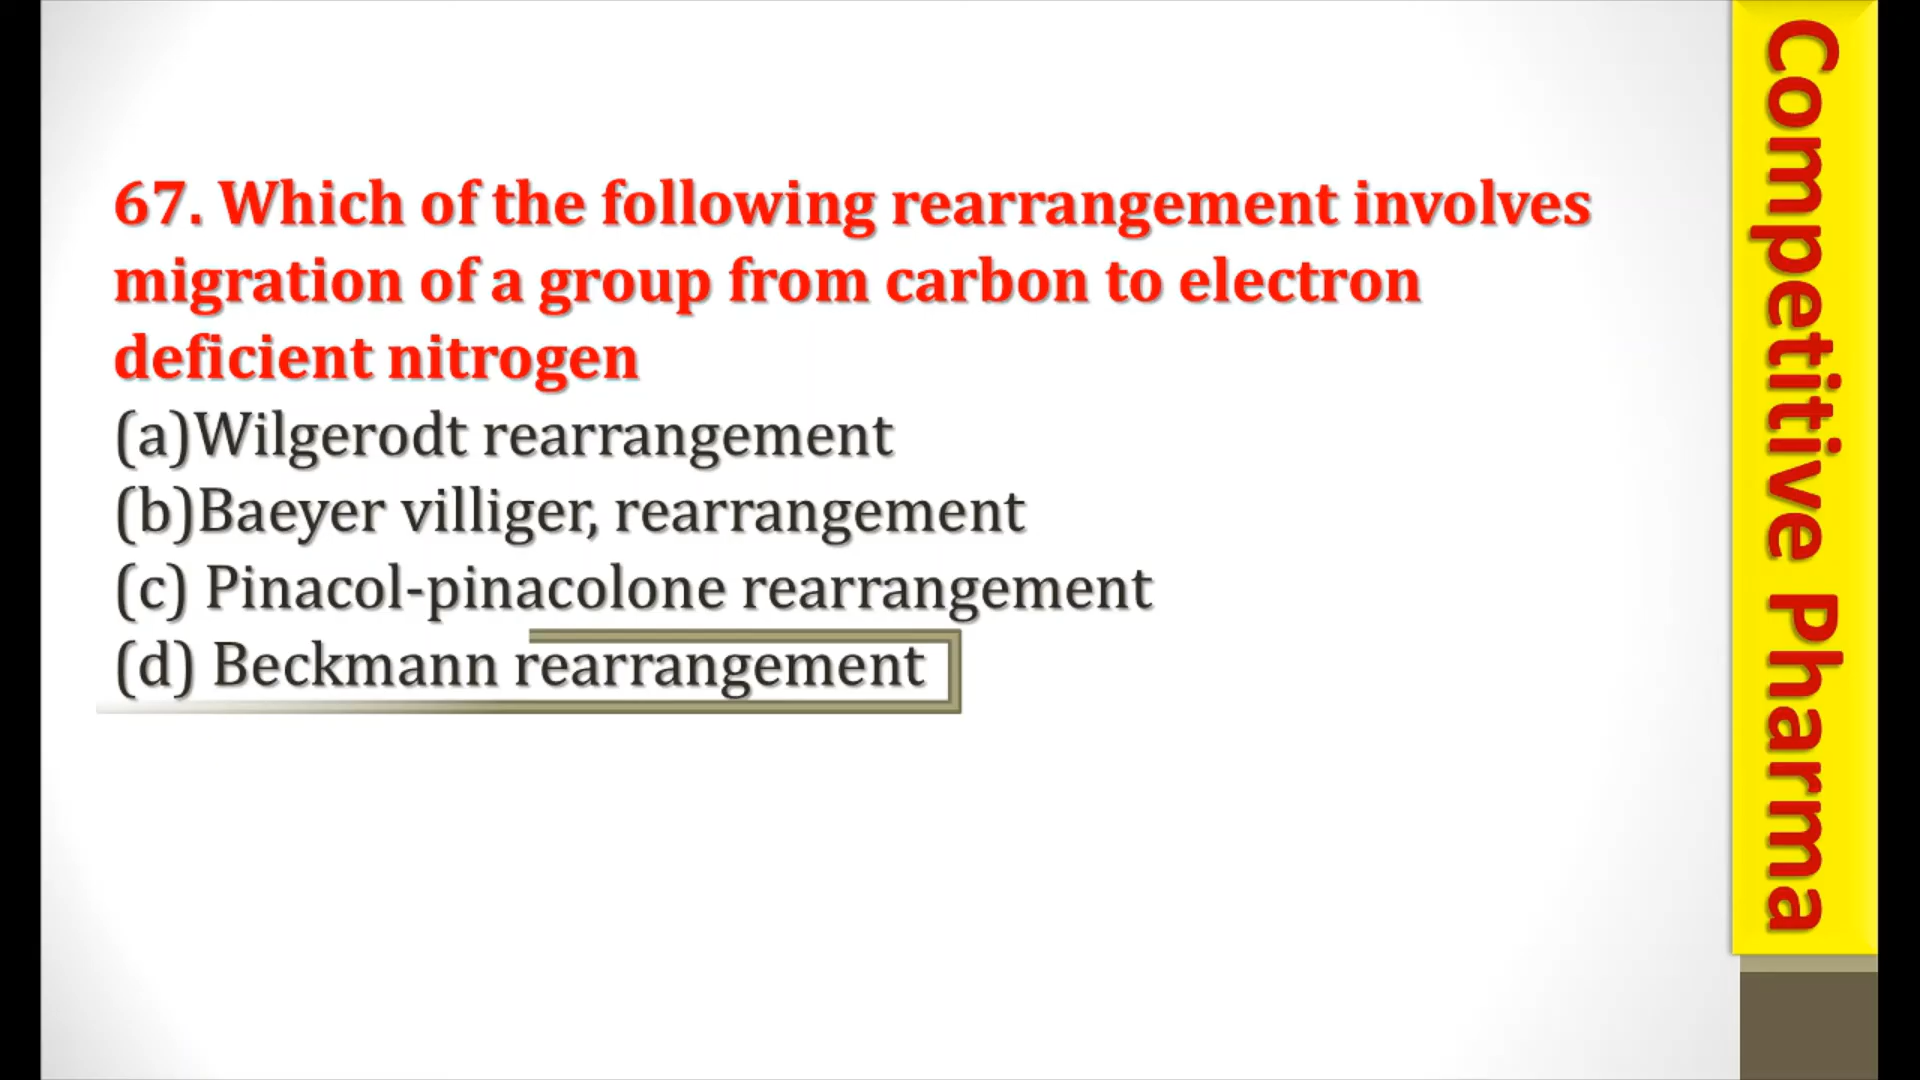 67. Which of the following rearrangement involves
migration of a group from carbon to electron
deficient nitrogen
(a)Wilgerodt rearrangement
(b)Baeyer villiger, rearrangement
(c) Pinacol-pinacolone rearrangement
(d) Beckmann rearrangement
Competitive Pharma